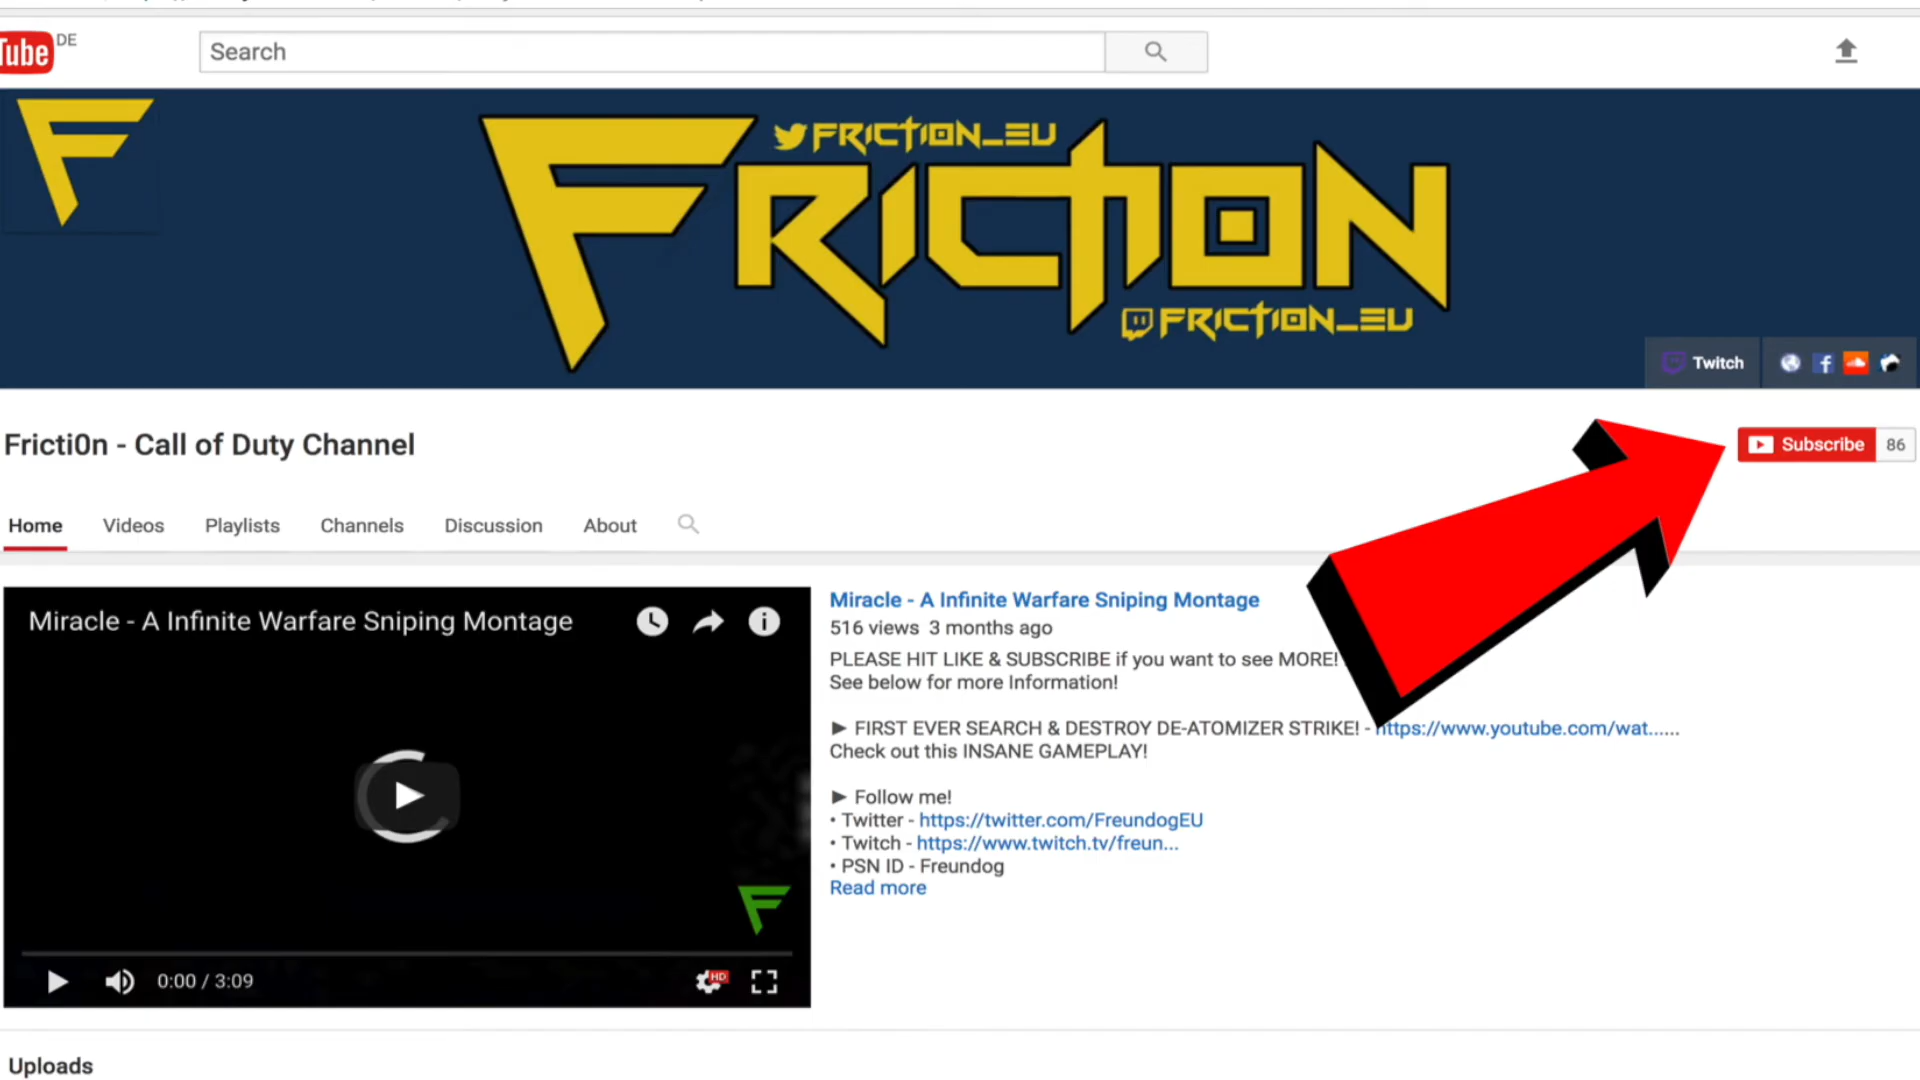 Tube DE
Search
FRICTION_EU
FRICTION
FRICTION_EU
Twitch
Fricti0n - Call of Duty Channel
Subscribe 86
Home Videos Playlists Channels Discussion About
Miracle - A Infinite Warfare Sniping Montage
0:00 / 3:09
HD
Miracle - A Infinite Warfare Sniping Montage
516 views 3 months ago
PLEASE HIT LIKE & SUBSCRIBE if you want to see MORE!
See below for more Information!
► FIRST EVER SEARCH & DESTROY DE-ATOMIZER STRIKE! - https://www.youtube.com/wat......
Check out this INSANE GAMEPLAY!
► Follow me!
• Twitter - https://twitter.com/FreundogEU
• Twitch - https://www.twitch.tv/freun...
• PSN ID - Freundog
Read more
Uploads